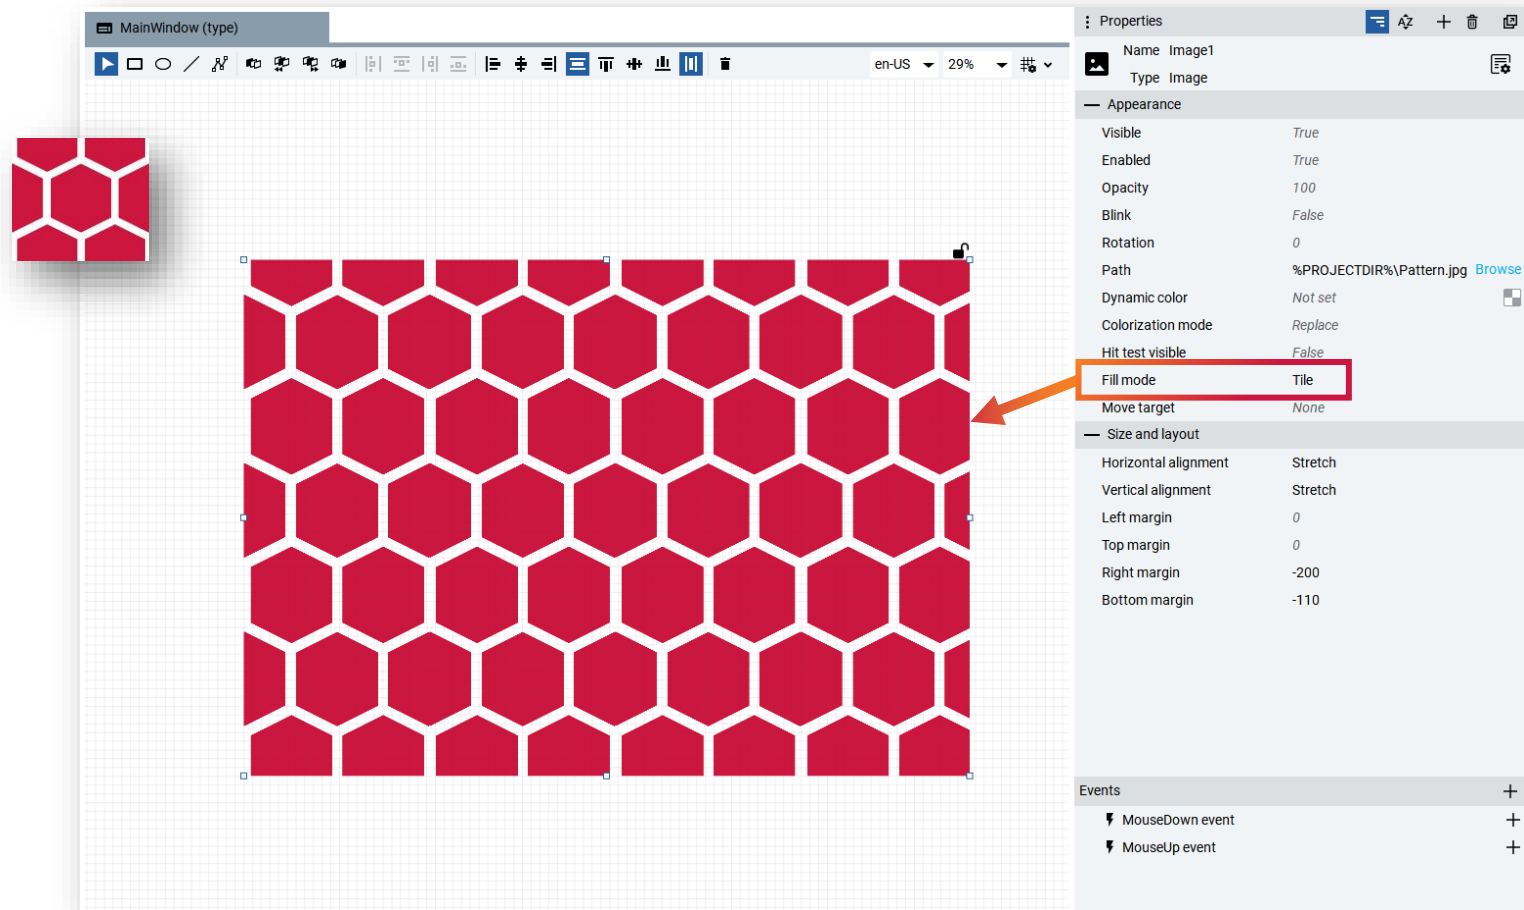 MainWindow (type)
en-US
29%
Properties
Name Image1
Type Image
Appearance
Visible True
Enabled True
Opacity 100
Blink False
Rotation 0
Path %PROJECTDIR%\Pattern.jpg Browse
Dynamic color Not set
Colorization mode Replace
Hit test visible False
Fill mode Tile
Move target None
Size and layout
Horizontal alignment Stretch
Vertical alignment Stretch
Left margin 0
Top margin 0
Right margin -200
Bottom margin -110
Events
MouseDown event
MouseUp event